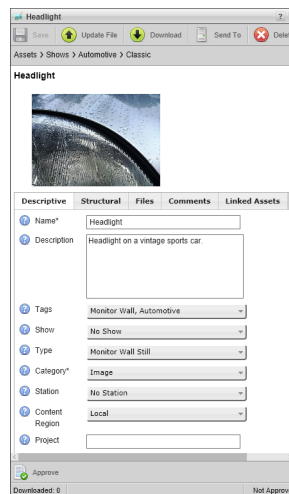 Headlight ?
Save Update File Download Send To Delet
Assets > Shows > Automotive > Classic
Headlight
Descriptive Structural Files Comments Linked Assets
? Name* Headlight
? Description Headlight on a vintage sports car.
? Tags Monitor Wall, Automotive
? Show No Show
? Type Monitor Wall Still
? Category* Image
? Station No Station
? Content Local
Region
? Project
Approve
Downloaded: 0 Not Approv